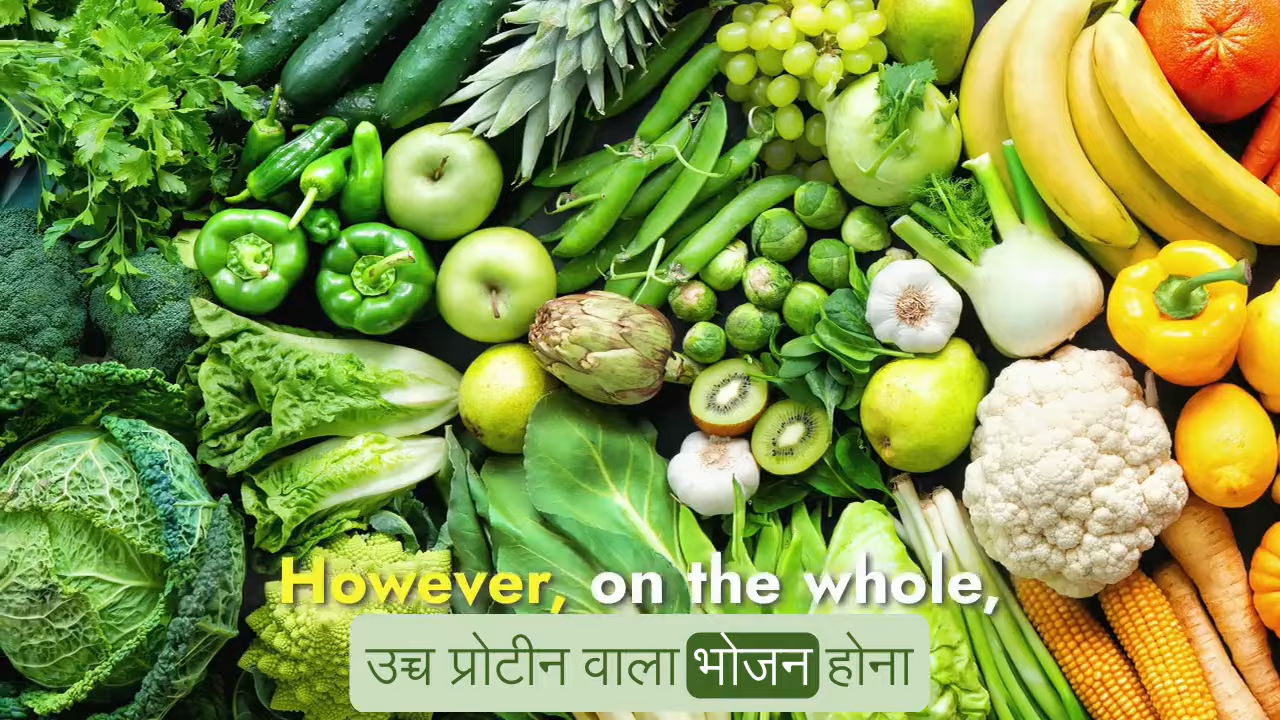 However, on the whole,
उच्च प्रोटीन वाला भोजन होना